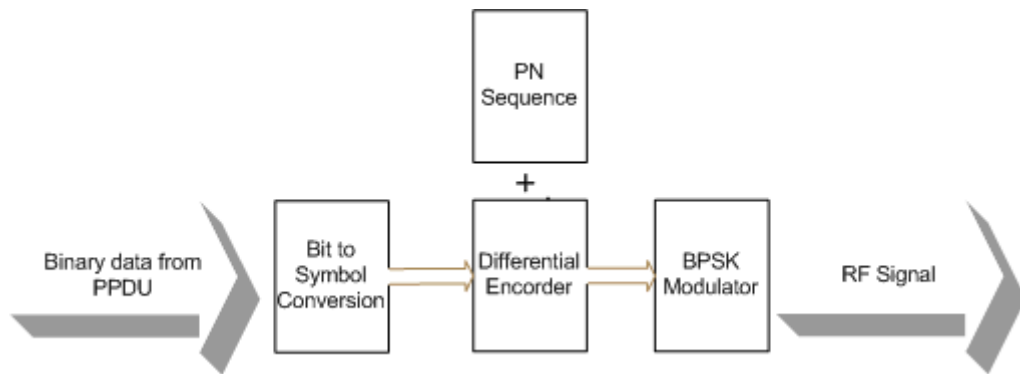 PN
Sequence
+
Binary data from
PPDU
Bit to
Symbol
Conversion
Differential
Encorder
BPSK
Modulator
RF Signal